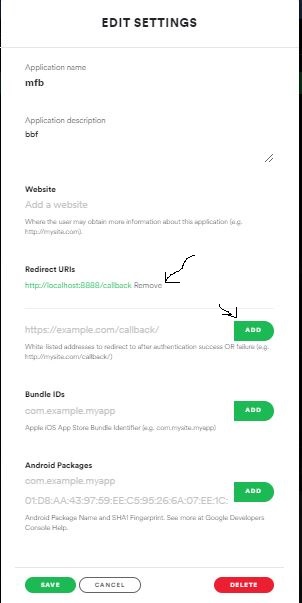 EDIT SETTINGS
Application name
mfb
Application description
bbf
Website
Add a website
Where the user may obtain more information about this application (e.g.
http://mysite.com).
Redirect URIs
http://localhost:8888/callback Remove
https://example.com/callback/
ADD
White-listed addresses to redirect to after authentication success OR failure (e.g.
http://mysite.com/callback/)
Bundle IDs
com.example.myapp
ADD
Apple iOS App Store Bundle Identifier (e.g. com.mysite.myapp)
Android Packages
com.example.myapp
ADD
01:D8:AA:43:97:59:EE:C5:95:26:6A:07:EE:1C:
Android Package Name and SHA1 Fingerprint. See more at Google Developers
Console Help.
SAVE
CANCEL
DELETE